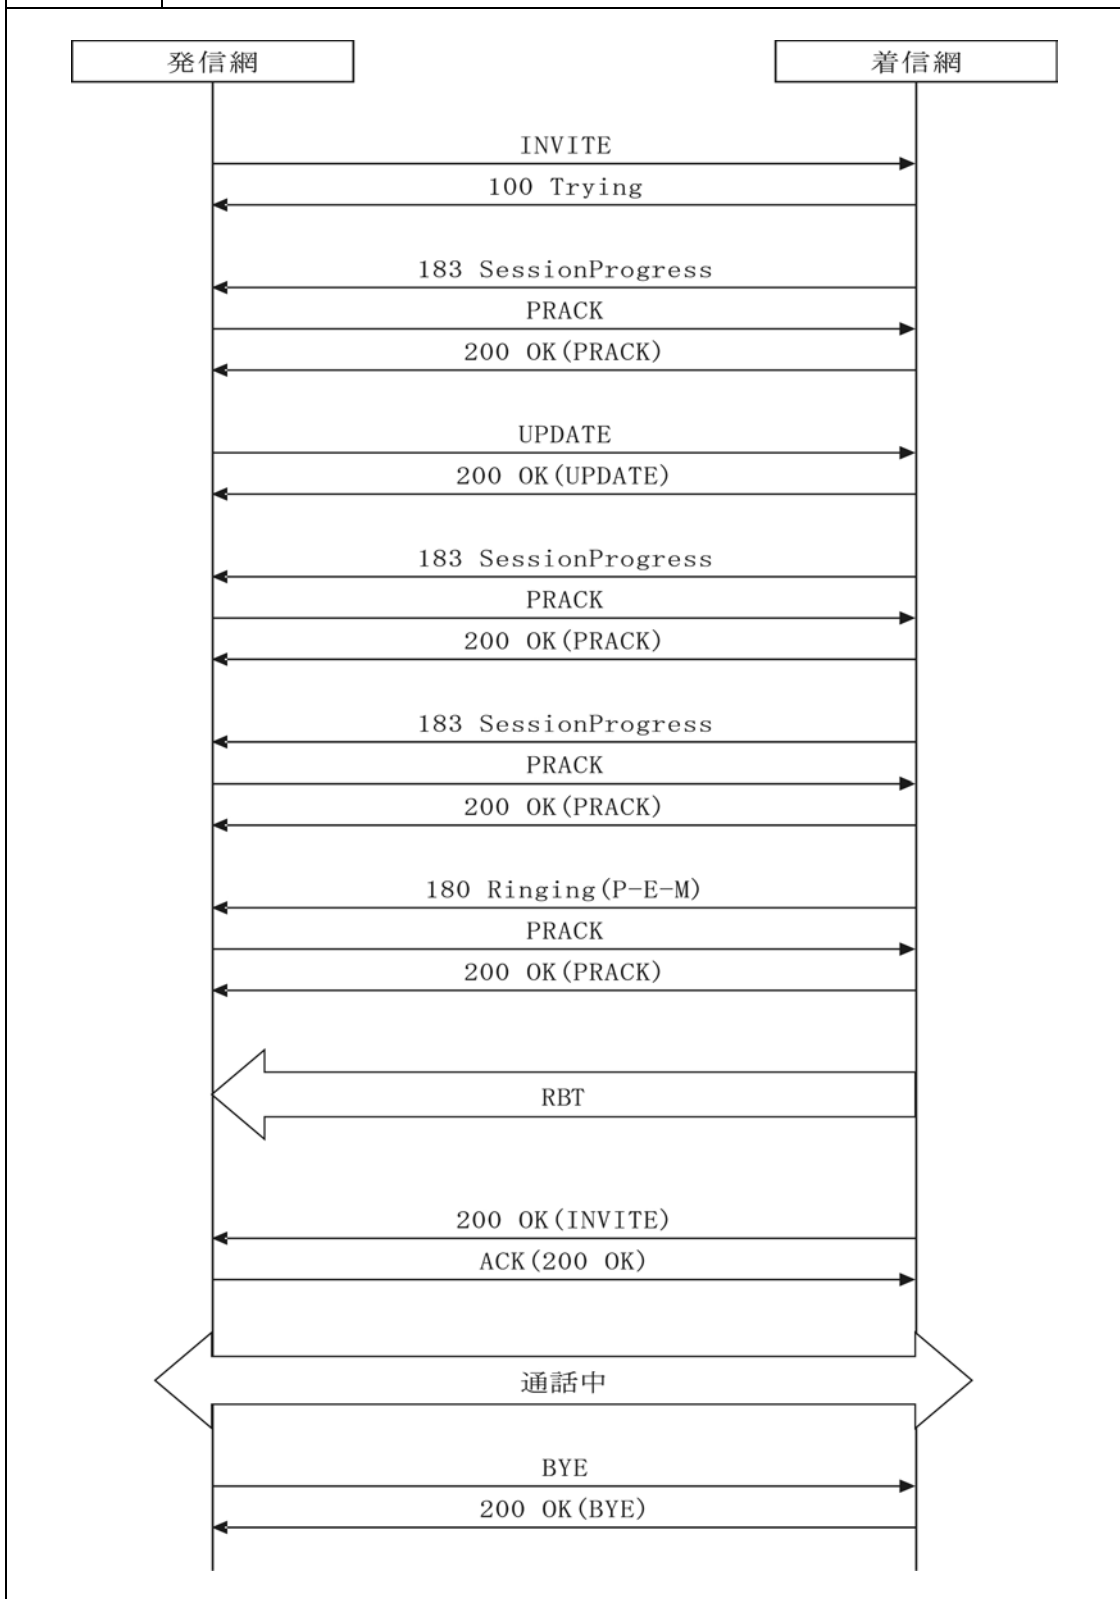 発信網
着信網
INVITE
100 Trying
183 SessionProgress
PRACK
200 OK(PRACK)
UPDATE
200 OK(UPDATE)
183 SessionProgress
PRACK
200 OK(PRACK)
183 SessionProgress
PRACK
200 OK(PRACK)
180 Ringing(P-E-M)
PRACK
200 OK(PRACK)
RBT
200 OK(INVITE)
ACK(200 OK)
通話中
BYE
200 OK(BYE)